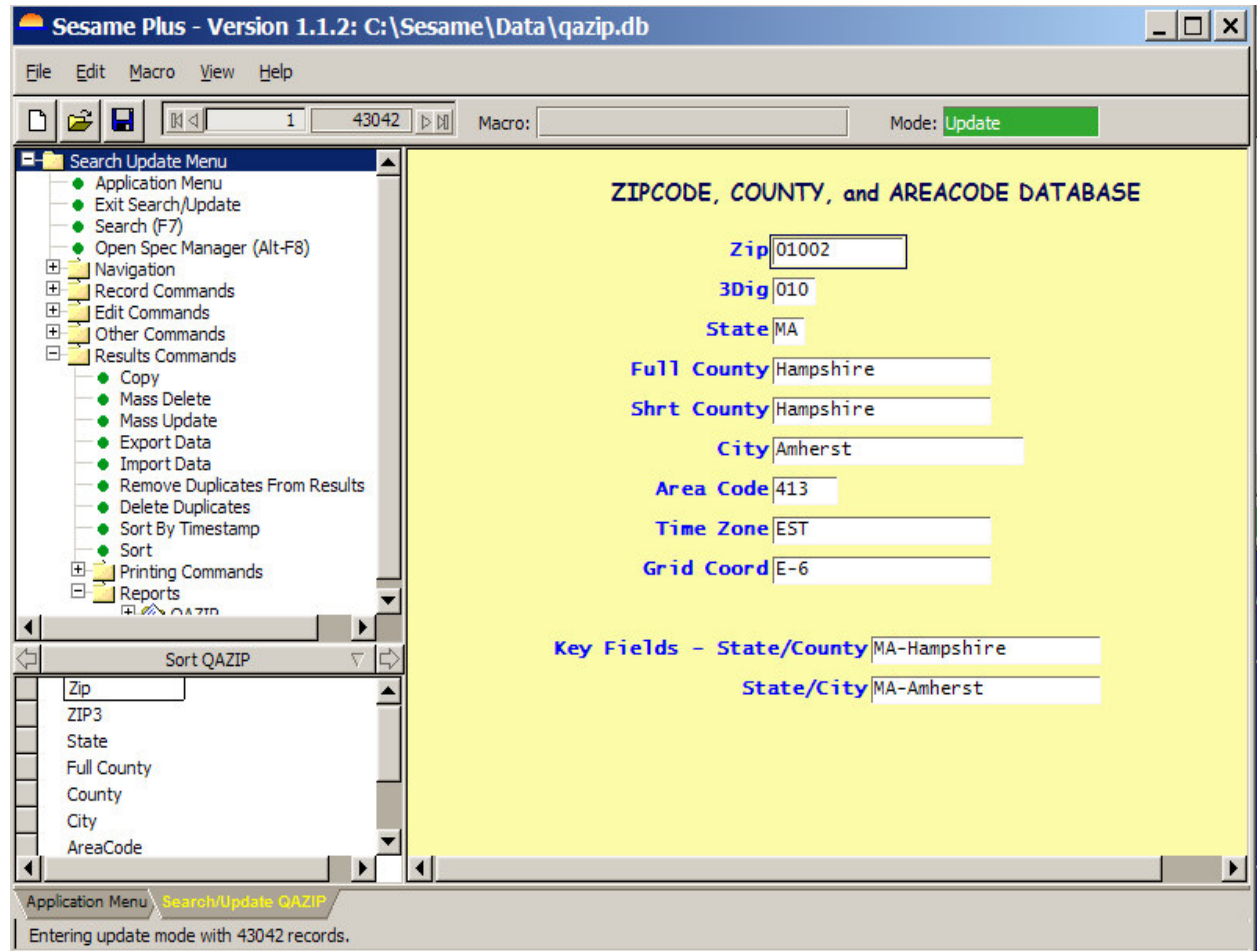 Sesame Plus - Version 1.1.2: C:\Sesame\Data\qazip.db
File Edit Macro View Help
1 43042 Macro: Mode: Update
Search Update Menu
Application Menu
Exit Search/Update
Search (F7)
Open Spec Manager (Alt-F8)
Navigation
Record Commands
Edit Commands
Other Commands
Results Commands
Copy
Mass Delete
Mass Update
Export Data
Import Data
Remove Duplicates From Results
Delete Duplicates
Sort By Timestamp
Sort
Printing Commands
Reports
QAZIP
Sort QAZIP
Zip
ZIP3
State
Full County
County
City
AreaCode
ZIPCODE, COUNTY, and AREACODE DATABASE
Zip 01002
3Dig 010
State MA
Full County Hampshire
Shrt County Hampshire
City Amherst
Area Code 413
Time Zone EST
Grid Coord E-6
Key Fields - State/County MA-Hampshire
State/City MA-Amherst
Application Menu Search/Update QAZIP
Entering update mode with 43042 records.